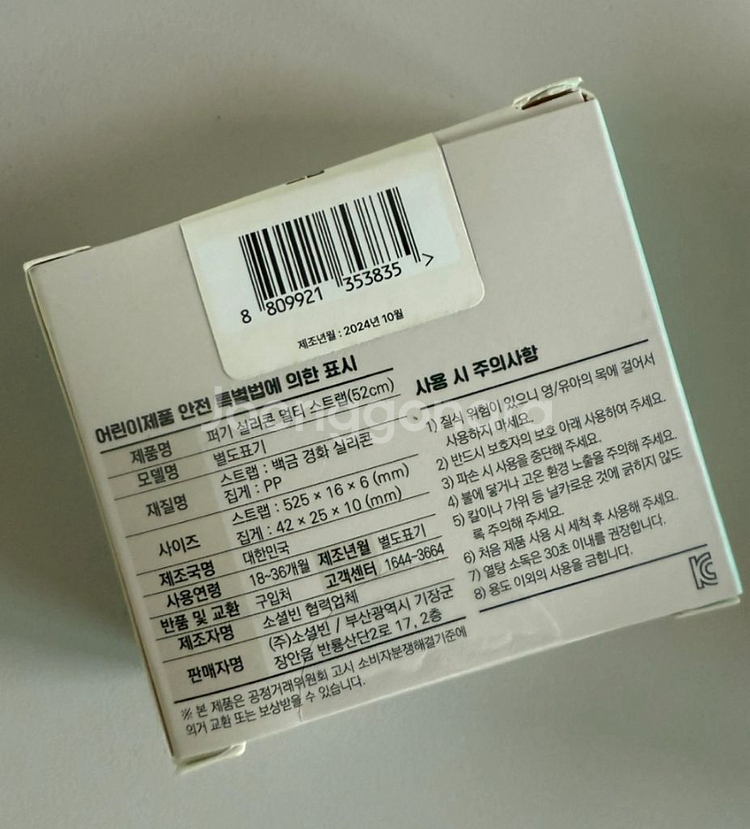 8 809921 353835 >
제조년월 : 2024년 10월
어린이제품 안전 특별법에 의한 표시
제품명 퍼기 실리콘 멀티 스트랩(52cm)
모델명 별도표기
재질명 스트랩 : 백금 경화 실리콘
집게 : PP
사이즈 스트랩 : 525 × 16 × 6 (mm)
집게 : 42 × 25 × 10 (mm)
제조국명 대한민국
사용연령 18~36개월 제조년월 별도표기
반품 및 교환 구입처 고객센터 1644-3664
제조자명 소셜빈 협력업체
판매자명 (주)소셜빈 / 부산광역시 기장군
장안읍 반룡산단2로 17, 2층
※ 본 제품은 공정거래위원회 고시 소비자분쟁해결기준에
의거 교환 또는 보상받을 수 있습니다.
사용 시 주의사항
1) 질식 위험이 있으니 영/유아의 목에 걸어서
사용하지 마세요.
2) 반드시 보호자의 보호 아래 사용하여 주세요.
3) 파손 시 사용을 중단해 주세요.
4) 불에 닿거나 고온 환경 노출을 주의해 주세요.
5) 칼이나 가위 등 날카로운 것에 긁히지 않도
록 주의해 주세요.
6) 처음 제품 사용 시 세척 후 사용해 주세요.
7) 열탕 소독은 30초 이내를 권장합니다.
8) 용도 이외의 사용을 금합니다.
KC
Joonggonara